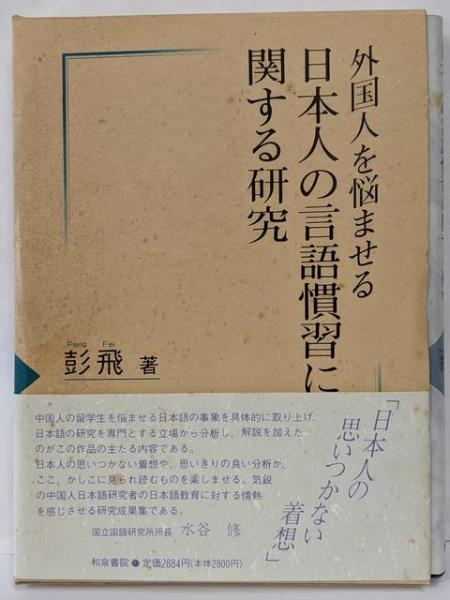 外国人を悩ませる
日本人の言語慣習に
関する研究
Peng Fei
彭飛 著
「日本人の
思いつかない
着想」
中国人の留学生を悩ませる日本語の事象を具体的に取り上げ、
日本語の研究を専門とする立場から分析し、解説を加えた
のがこの作品の主たる内容である。
日本人の思いつかない着想や、思いきりの良い分析が、
ここ、かしこに見られ読むものを楽しませる。気鋭
の中国人日本語研究者の日本語教育に対する情熱
を感じさせる研究成果集である。
国立国語研究所所長 水谷 修
和泉書院 ● 定価2884円(本体2800円)